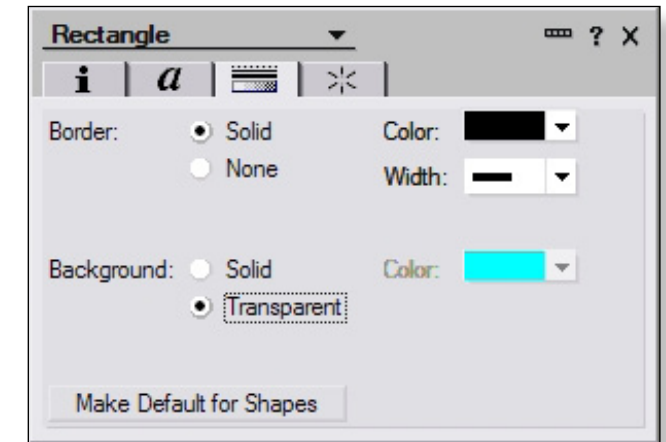 Rectangle ? X
i a
Border: Solid Color:
None Width:
Background: Solid Color:
Transparent
Make Default for Shapes